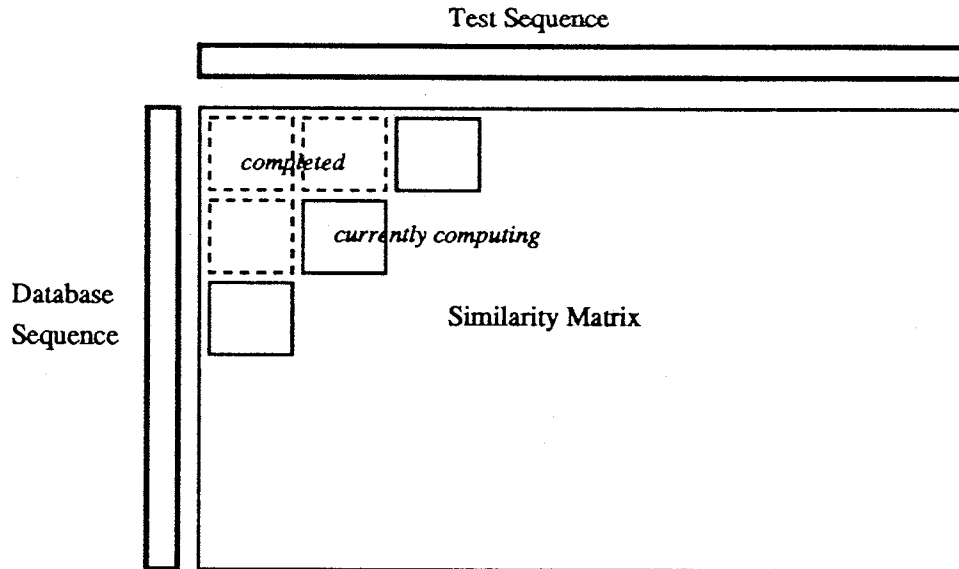 Test Sequence
completed
currently computing
Database
Sequence
Similarity Matrix